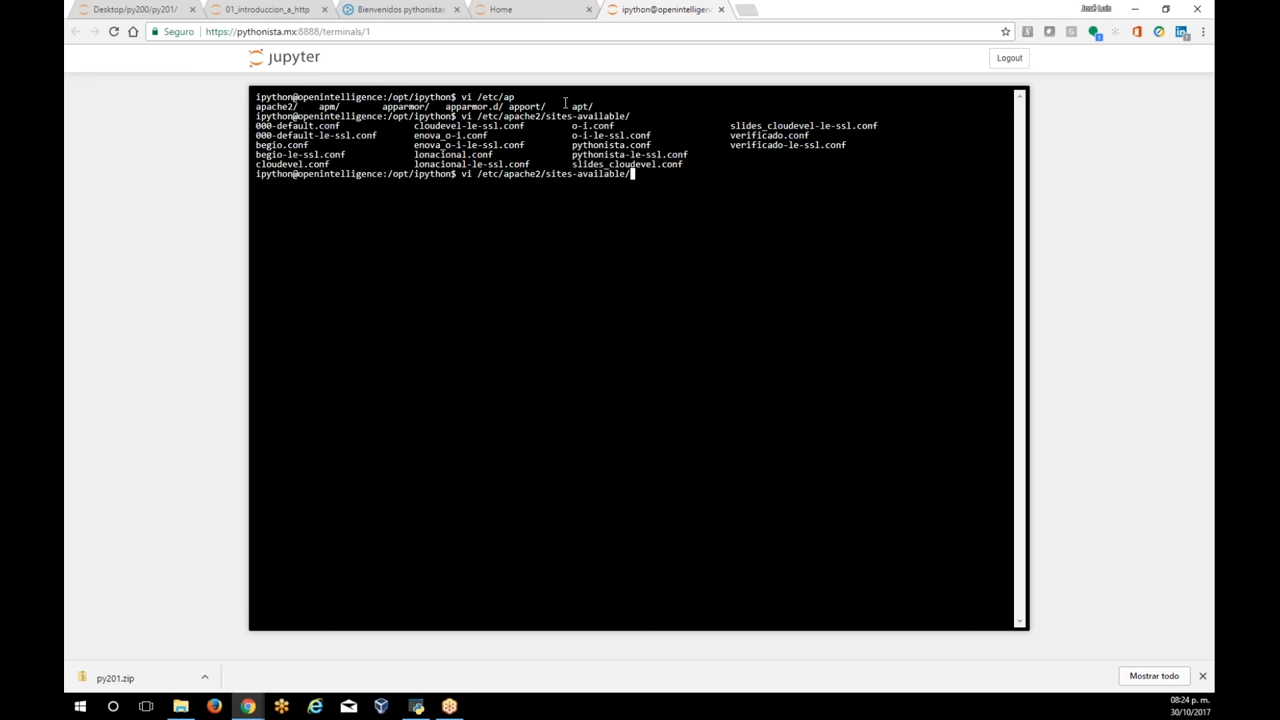 Desktop/py200/py201/
01_introduccion_a_http
Bienvenidos pythonista
Home
ipython@openintelligen
José Luis
Seguro
https://pythonista.mx:8888/terminals/1
jupyter
Logout
ipython@openintelligence:/opt/ipython$ vi /etc/ap
apache2/ apm/ apparmor/ apparmor.d/ apport/ apt/
ipython@openintelligence:/opt/ipython$ vi /etc/apache2/sites-available/
000-default.conf cloudevel-le-ssl.conf o-i.conf slides_cloudevel-le-ssl.conf
000-default-le-ssl.conf enova_o-i.conf o-i-le-ssl.conf verificado.conf
begio.conf enova_o-i-le-ssl.conf pythonista.conf verificado-le-ssl.conf
begio-le-ssl.conf lonacional.conf pythonista-le-ssl.conf
cloudevel.conf lonacional-le-ssl.conf slides_cloudevel.conf
ipython@openintelligence:/opt/ipython$ vi /etc/apache2/sites-available/
py201.zip
Mostrar todo
08:24 p. m.
30/10/2017